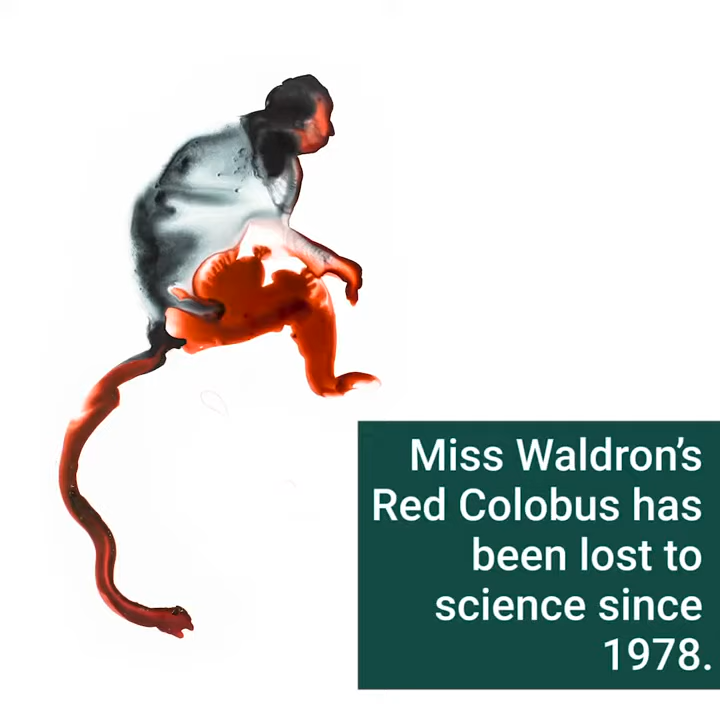 Miss Waldron’s
Red Colobus has
been lost to
science since
1978.